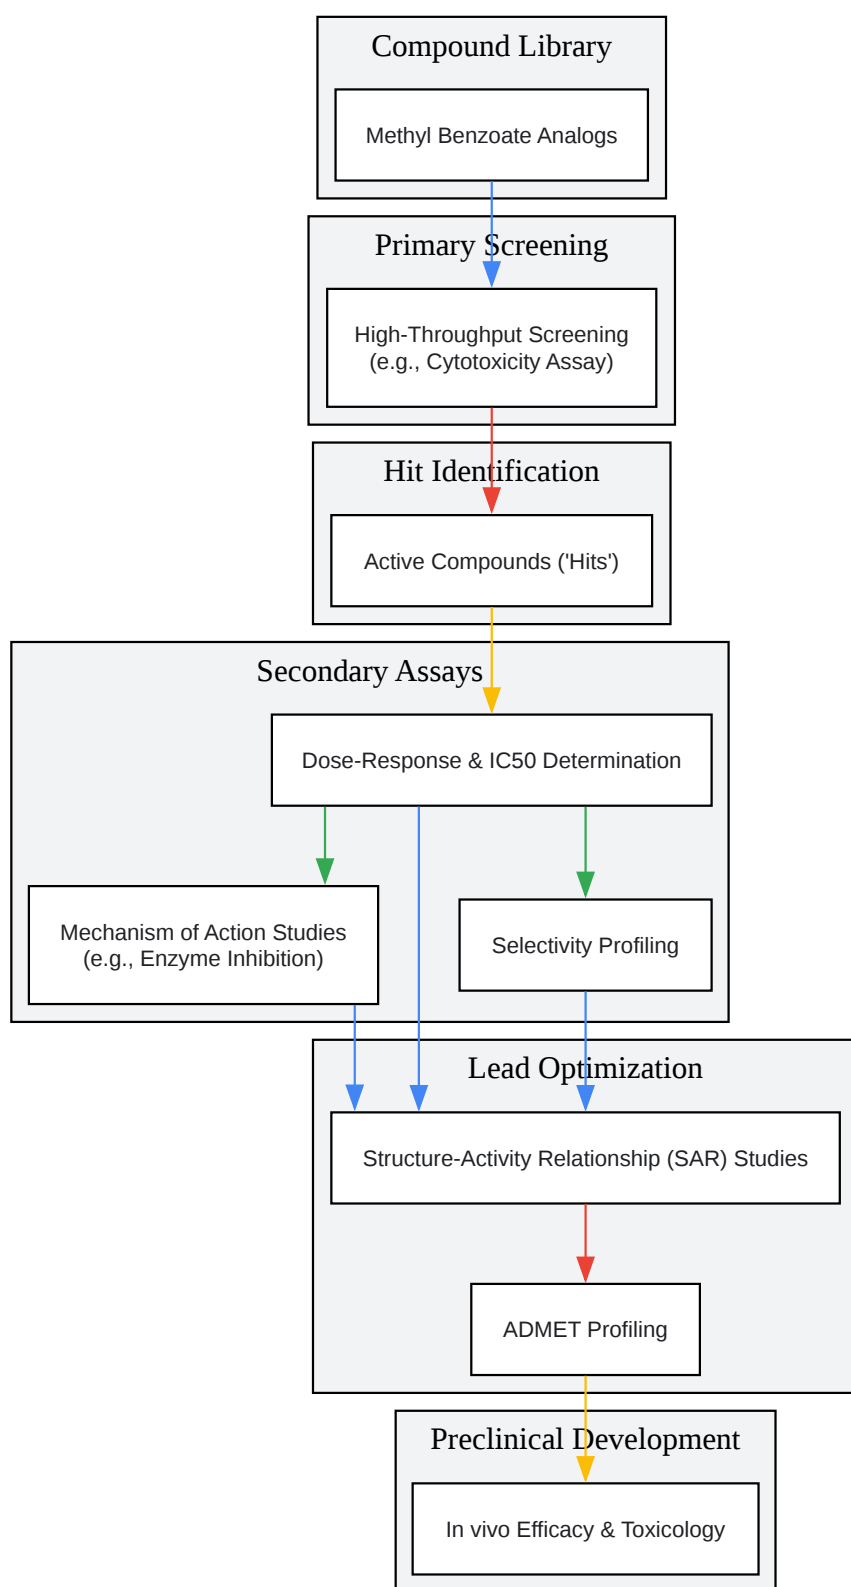 Compound Library
Methyl Benzoate Analogs
Primary Screening
High-Throughput Screening
(e.g., Cytotoxicity Assay)
Hit Identification
Active Compounds ('Hits')
Secondary Assays
Dose-Response & IC50 Determination
Mechanism of Action Studies
(e.g., Enzyme Inhibition)
Selectivity Profiling
Lead Optimization
Structure-Activity Relationship (SAR) Studies
ADMET Profiling
Preclinical Development
In vivo Efficacy & Toxicology